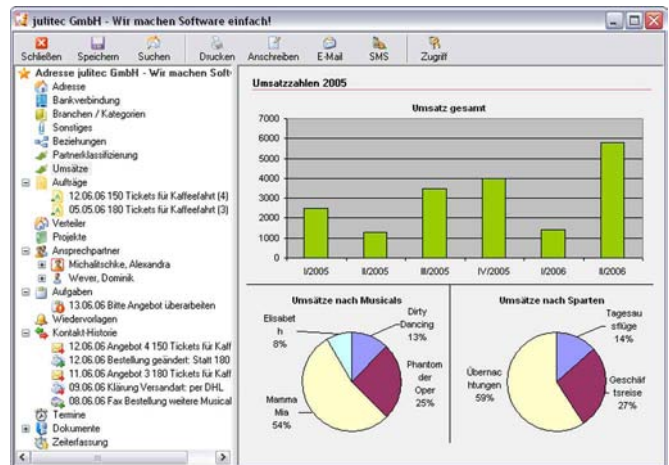 julitec GmbH - Wir machen Software einfach!
Schließen Speichern Suchen Drucken Anschreiben E-Mail SMS Zugriff
Adresse julitec GmbH - Wir machen Soft
Adresse
Bankverbindung
Branchen / Kategorien
Sonstiges
Beziehungen
Partnerklassifizierung
Umsätze
Aufträge
12.06.06 150 Tickets für Kaffeefahrt (4)
05.05.06 180 Tickets für Kaffeefahrt (3)
Verteiler
Projekte
Ansprechpartner
Michalitschke, Alexandra
Wever, Dominik
Aufgaben
13.06.06 Bitte Angebot überarbeiten
Wiedervorlagen
Kontakt-Historie
12.06.06 Angebot 4 150 Tickets für Kaff
12.06.06 Bestellung geändert: Statt 180
11.06.06 Angebot 3 180 Tickets für Kaff
09.06.06 Klärung Versandart: per DHL
08.06.06 Fax Bestellung weitere Musical
Termine
Dokumente
Zeiterfassung
Umsatzzahlen 2005
Umsatz gesamt
7000
6000
5000
4000
3000
2000
1000
0
I/2005 II/2005 III/2005 IV/2005 I/2006 II/2006
Umsätze nach Musicals
Elisabet
h
8%
Dirty
Dancing
13%
Phantom
der
Oper
25%
Mamma
Mia
54%
Umsätze nach Sparten
Tagesau
sflüge
14%
Übernac
htungen
59%
Geschäf
tsreise
27%